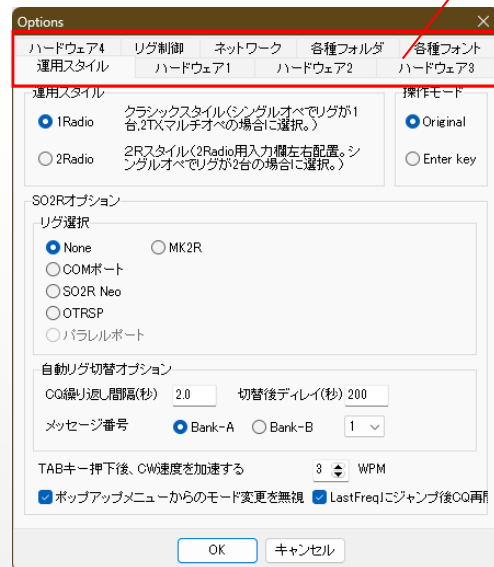 Options
ハードウェア4 リグ制御 ネットワーク 各種フォルダ 各種フォント
運用スタイル ハードウェア1 ハードウェア2 ハードウェア3
運用スタイル
1Radio クラシックスタイル(シングルオペでリグが1
台,2TX,マルチオペの場合に選択。)
2Radio 2Rスタイル(2Radio用入力欄左右配置。シ
ングルオペでリグが2台の場合に選択。)
操作モード
Original
Enter key
SO2Rオプション
リグ選択
None MK2R
COMポート
SO2R Neo
OTRSP
パラレルポート
自動リグ切替オプション
CQ繰り返し間隔(秒) 2.0 切替後ディレイ(秒) 200
メッセージ番号 Bank-A Bank-B 1
TABキー押下後、CW速度を加速する 3 WPM
ポップアップメニューからのモード変更を無視 LastFreqにジャンプ後CQ再
OK キャンセル